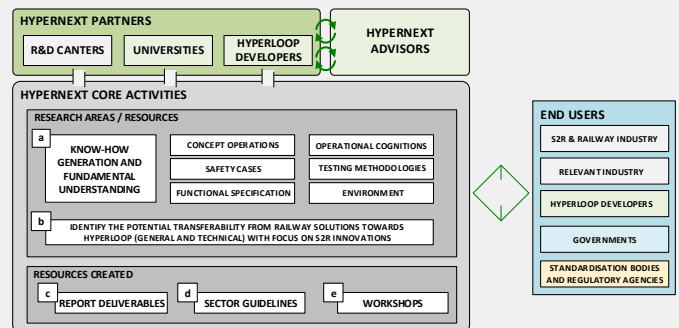 HYPERNEXT PARTNERS
R&D CANTERS
UNIVERSITIES
HYPERLOOP
DEVELOPERS
HYPERNEXT
ADVISORS
HYPERNEXT CORE ACTIVITIES
RESEARCH AREAS / RESOURCES
a
KNOW-HOW
GENERATION AND
FUNDAMENTAL
UNDERSTANDING
CONCEPT OPERATIONS
OPERATIONAL COGNITIONS
SAFETY CASES
TESTING METHODOLOGIES
FUNCTIONAL SPECIFICATION
ENVIRONMENT
b
IDENTIFY THE POTENTIAL TRANSFERABILITY FROM RAILWAY SOLUTIONS TOWARDS
HYPERLOOP (GENERAL AND TECHNICAL) WITH FOCUS ON S2R INNOVATIONS
RESOURCES CREATED
c
REPORT DELIVERABLES
d
SECTOR GUIDELINES
e
WORKSHOPS
END USERS
S2R & RAILWAY INDUSTRY
RELEVANT INDUSTRY
HYPERLOOP DEVELOPERS
GOVERNMENTS
STANDARDISATION BODIES
AND REGULATORY AGENCIES